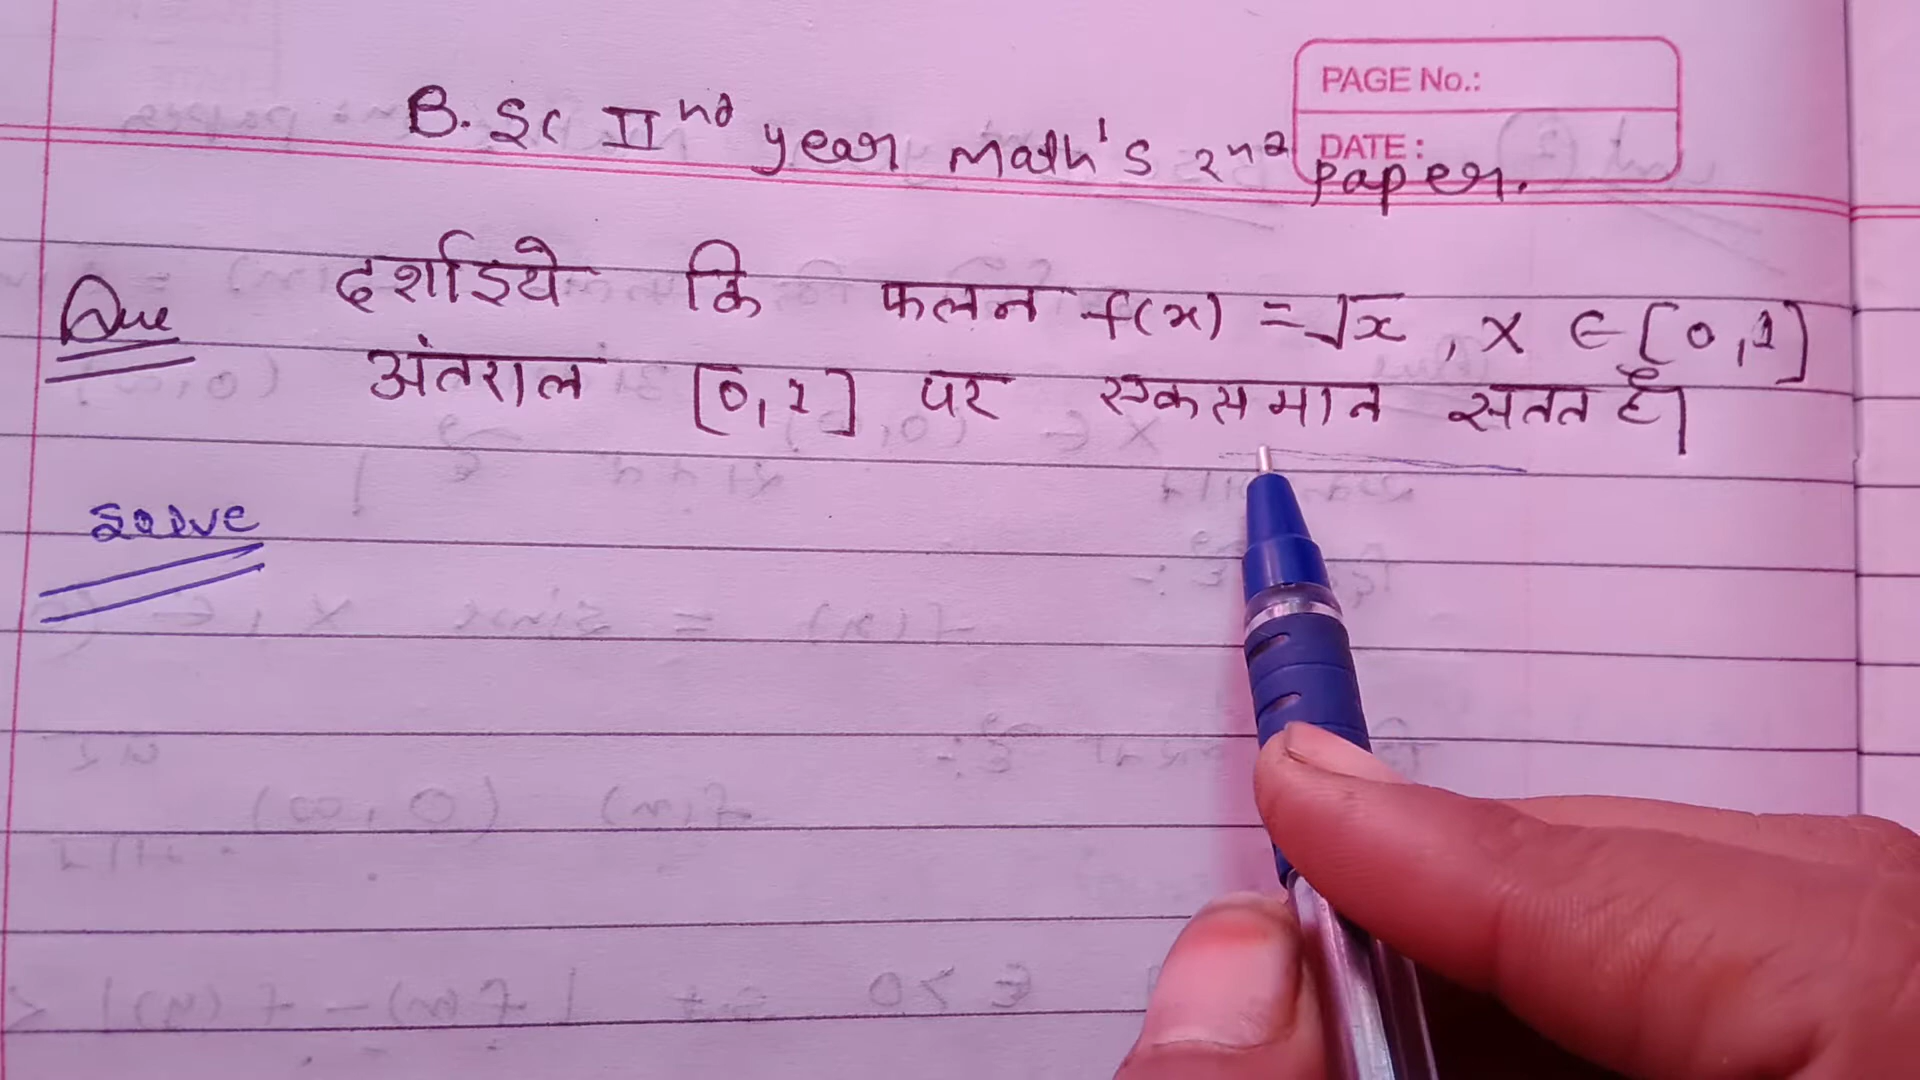 PAGE No.:
DATE:
B. Sc II nd year math's 2nd paper.
Que दर्शाइये कि फलन f(x) = √x , x ∈ [0,1]
अंतराल [0,1] पर एकसमान सतत है।
solve